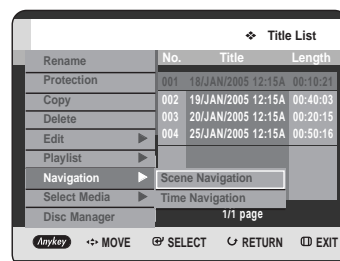 ❖ Title List
Rename No. Title Length
Protection 001 18/JAN/2005 12:15A 00:10:21
Copy 002 19/JAN/2005 12:15A 00:40:03
Delete 003 20/JAN/2005 12:15A 00:20:15
Edit ▶ 004 25/JAN/2005 12:15A 00:50:16
Playlist ▶
Navigation ▶ Scene Navigation
Select Media ▶ Time Navigation
Disc Manager 1/1 page
Anykey MOVE SELECT RETURN EXIT